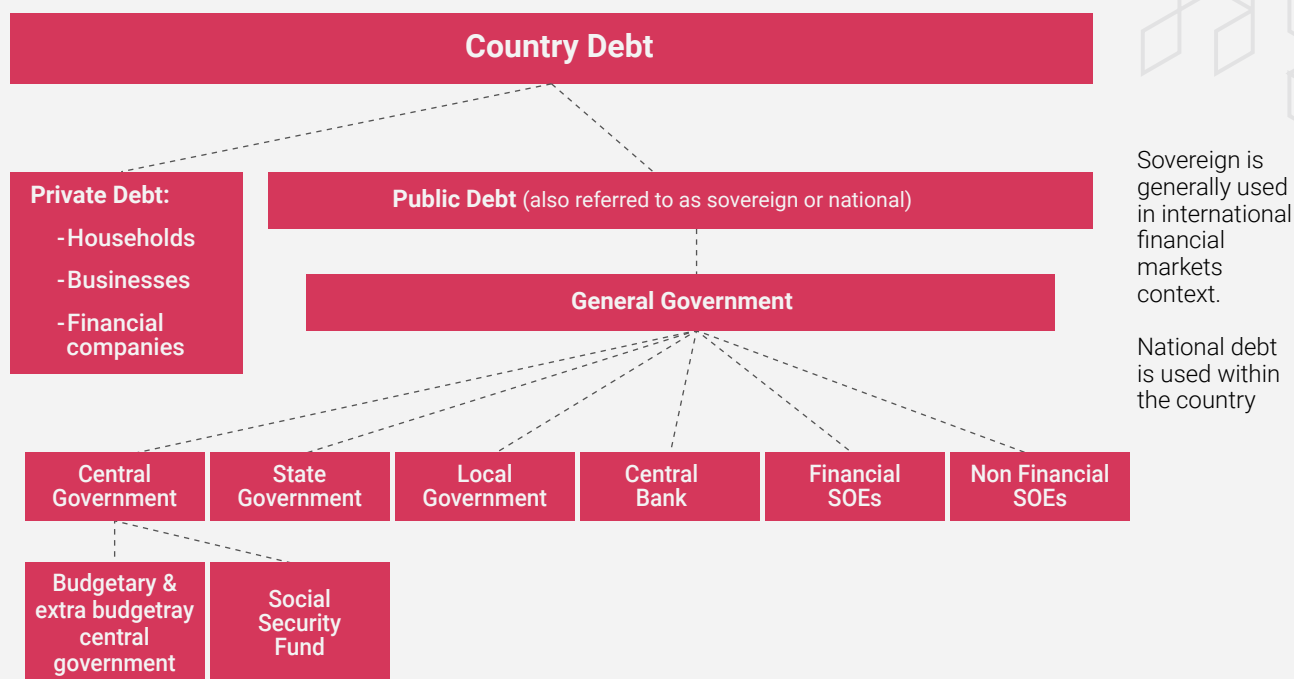 Country Debt
Private Debt:
-Households
-Businesses
-Financial
companies
Public Debt (also referred to as sovereign or national)
General Government
Sovereign is
generally used
in international
financial
markets
context.
National debt
is used within
the country
Central
Government
State
Government
Local
Government
Central
Bank
Financial
SOEs
Non Financial
SOEs
Budgetary &
extra budgetray
central
government
Social
Security
Fund